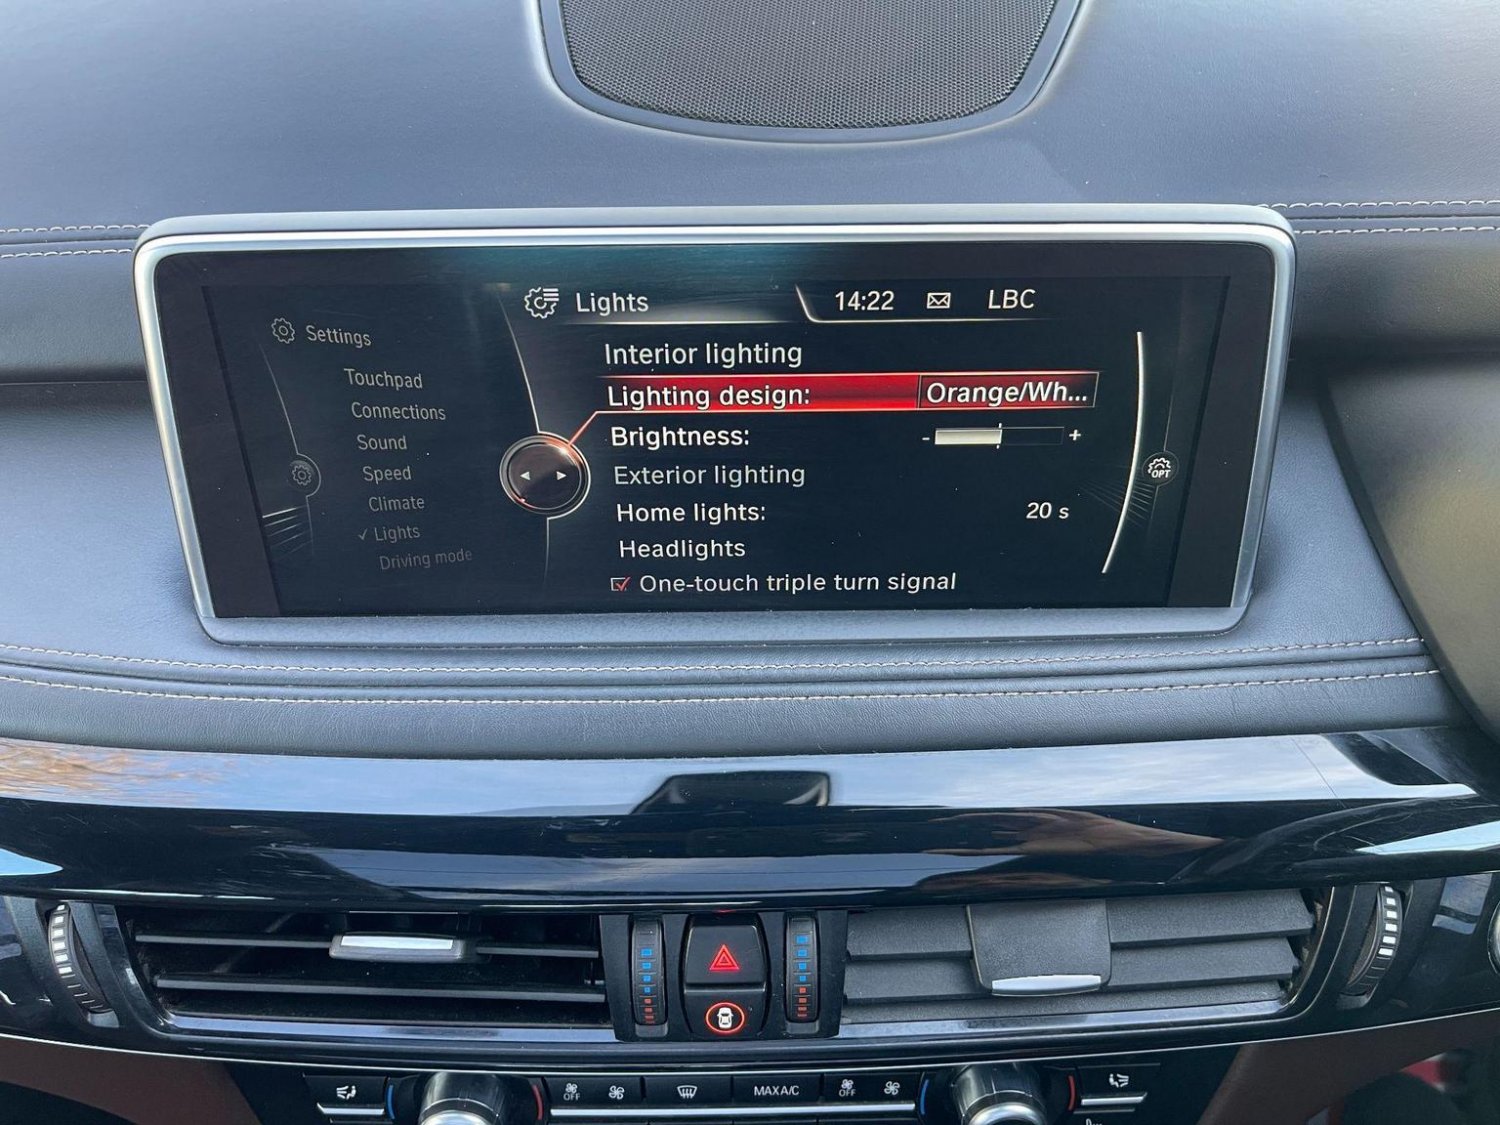 Lights 14:22 LBC
Settings
Touchpad
Connections
Sound
Speed
Climate
✓ Lights
Driving mode
Interior lighting
Lighting design: Orange/Wh...
Brightness: - +
Exterior lighting
Home lights: 20 s
Headlights
One-touch triple turn signal
OPT
OFF
MAX A/C
OFF